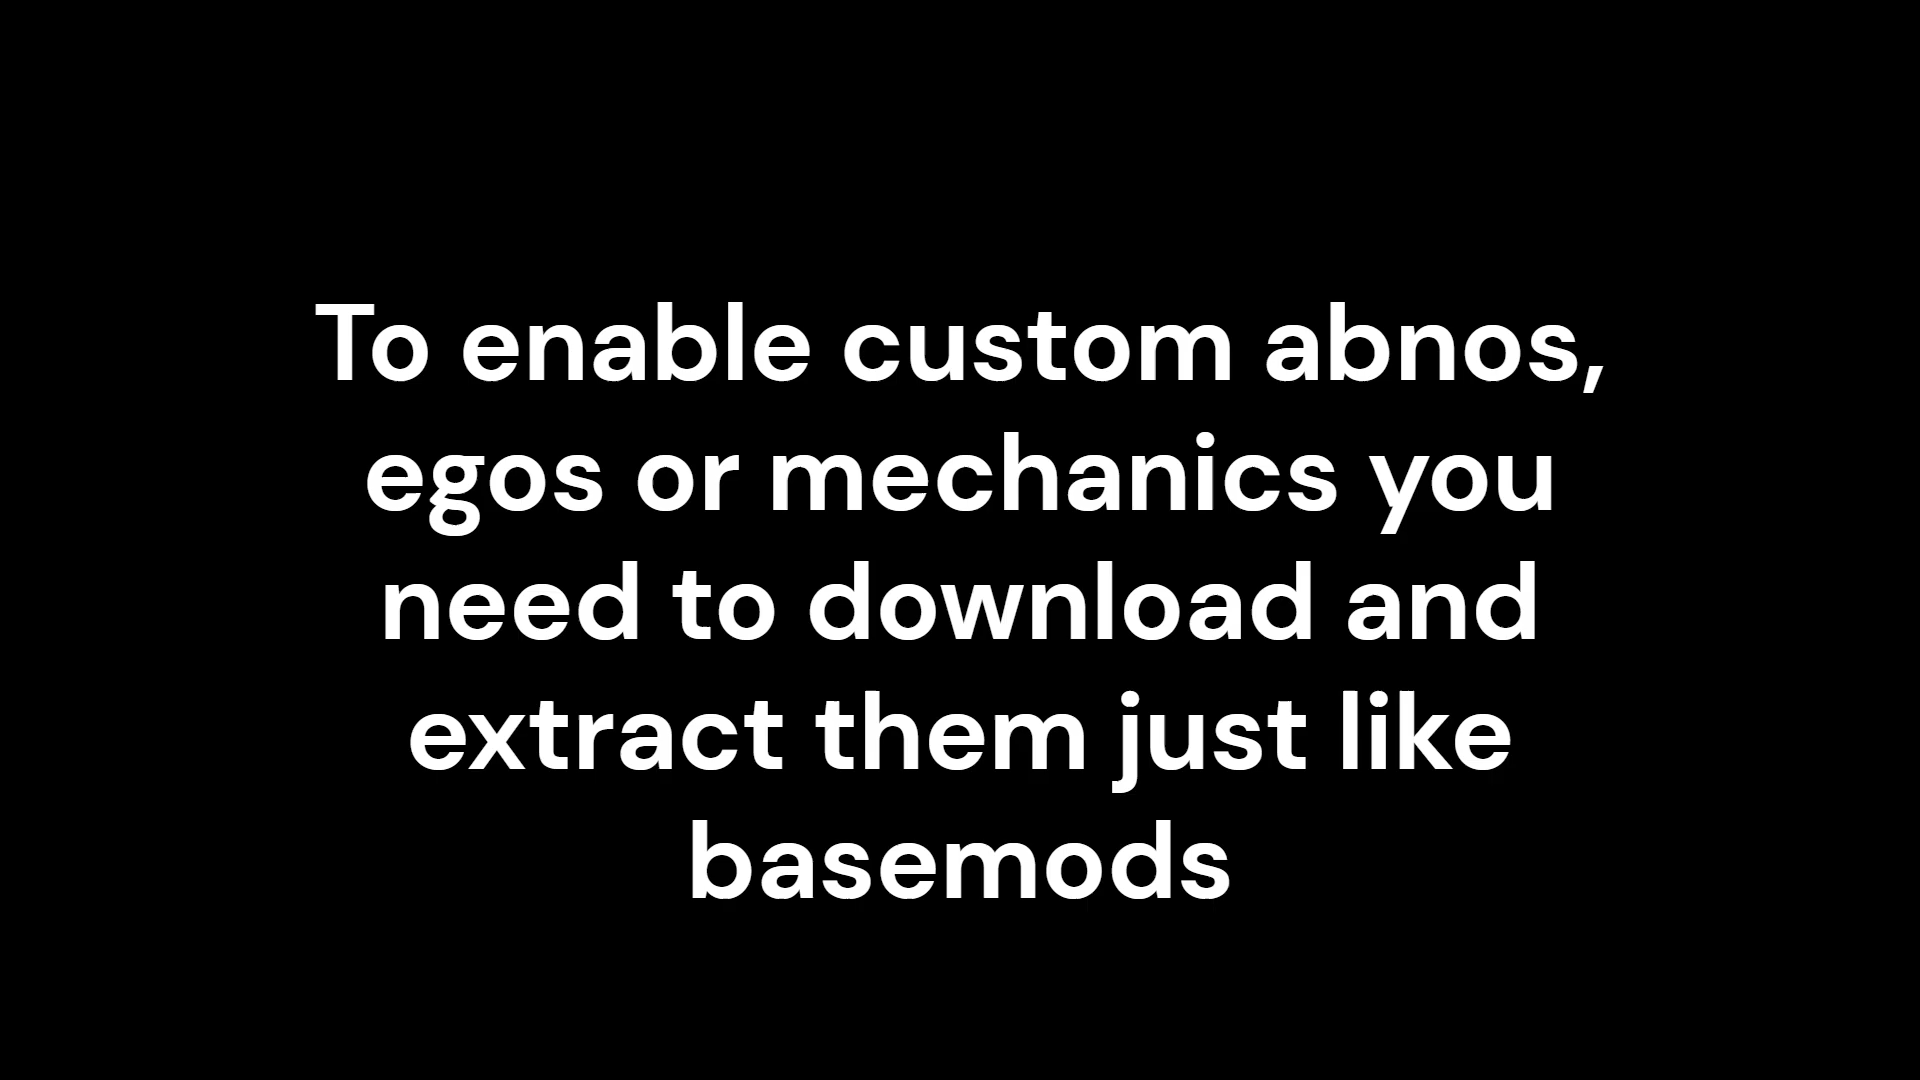 To enable custom abnos,
egos or mechanics you
need to download and
extract them just like
basemods